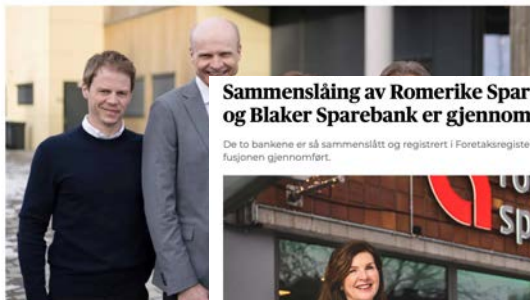 Sammenslåing av Romerike Spar
og Blaker Sparebank er gjennom
De to bankene er så sammenslått og registrert i Foretaksregiste
fusjonen gjennomført.
sp